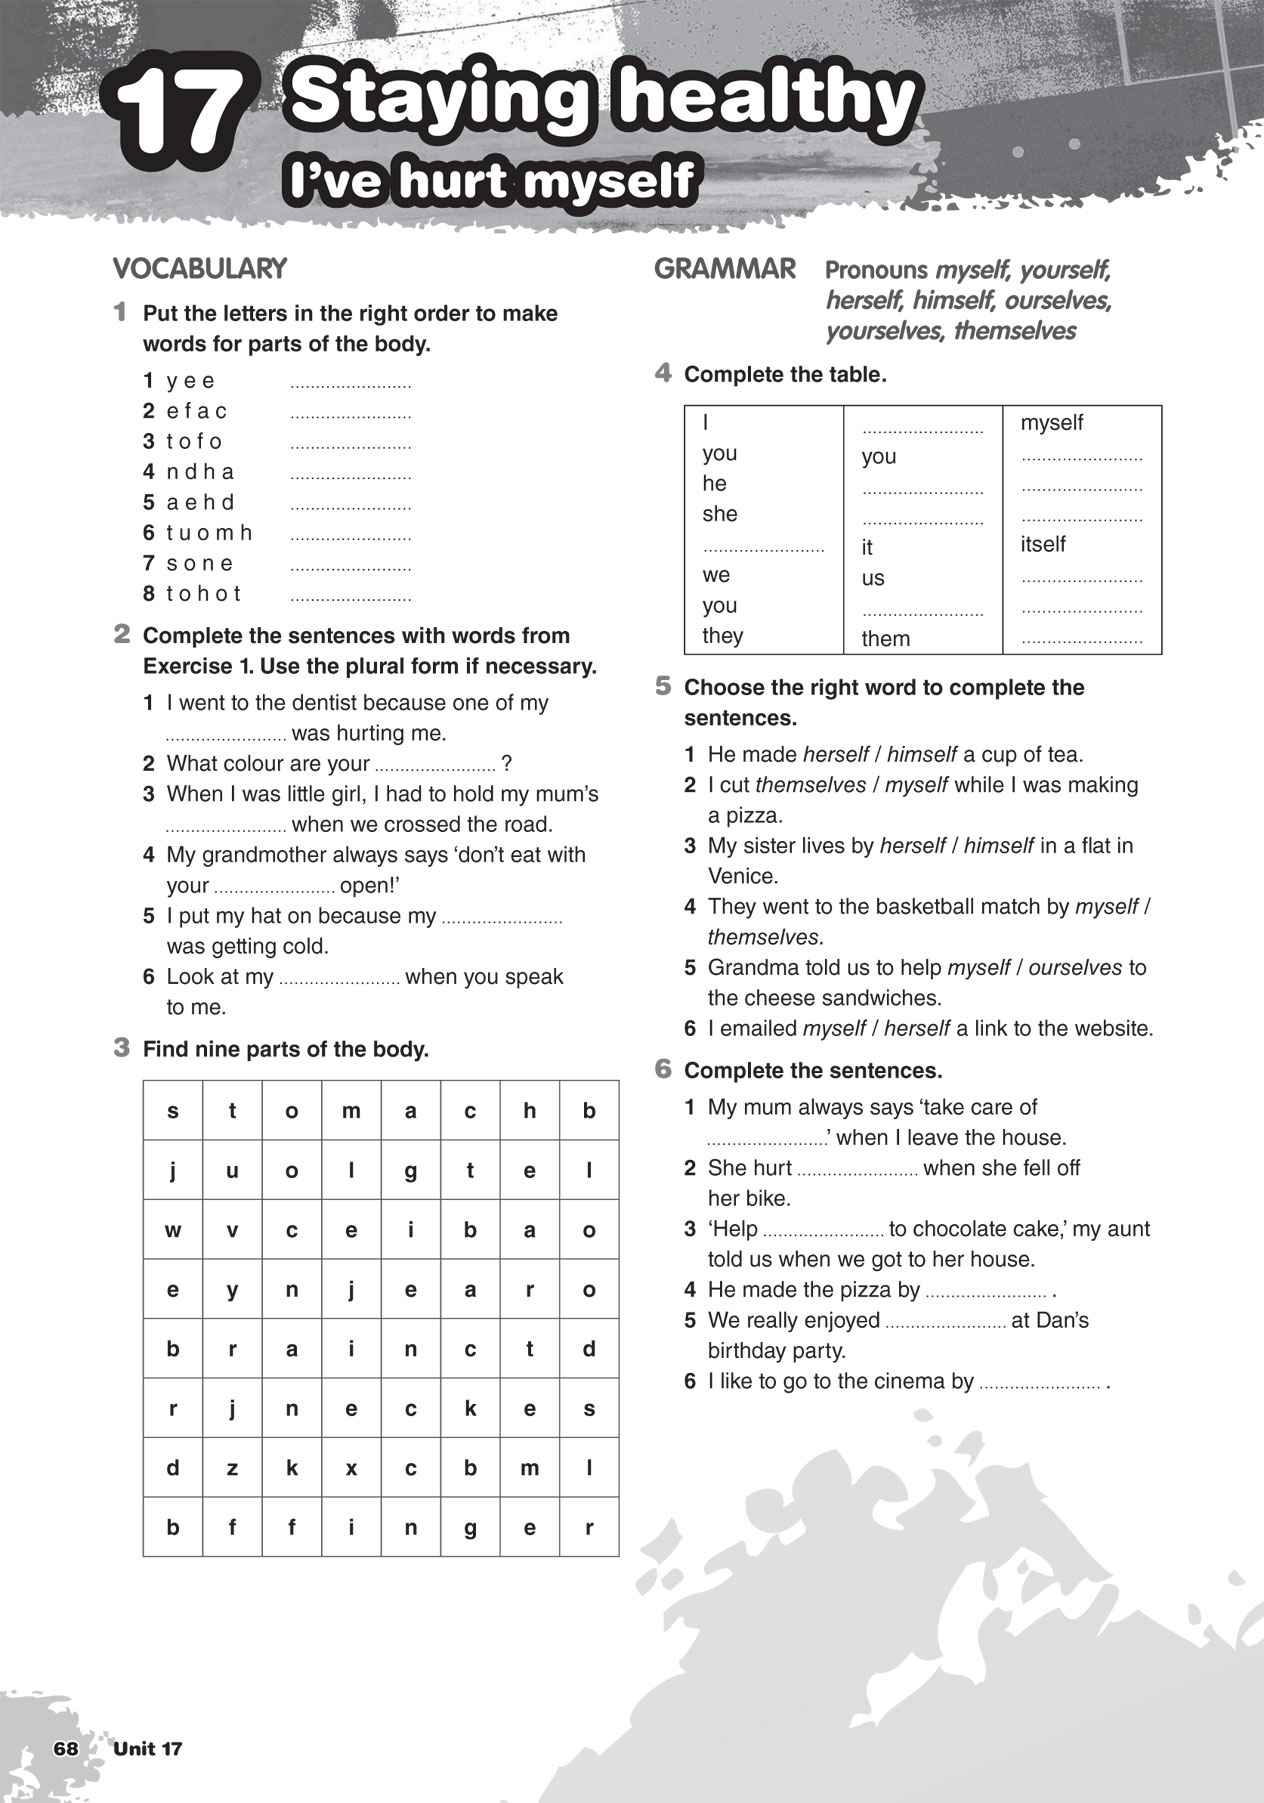 17 Staying healthy
I've hurt myself
VOCABULARY
1 Put the letters in the right order to make
words for parts of the body.
1 y e e ........................
2 e f a c ........................
3 t o f o ........................
4 n d h a ........................
5 a e h d ........................
6 t u o m h ........................
7 s o n e ........................
8 t o h o t ........................
2 Complete the sentences with words from
Exercise 1. Use the plural form if necessary.
1 I went to the dentist because one of my
........................ was hurting me.
2 What colour are your ........................ ?
3 When I was little girl, I had to hold my mum's
........................ when we crossed the road.
4 My grandmother always says ‘don't eat with
your ........................ open!’
5 I put my hat on because my ........................
was getting cold.
6 Look at my ........................ when you speak
to me.
3 Find nine parts of the body.
s t o m a c h b
j u o l g t e l
w v c e i b a o
e y n j e a r o
b r a i n c t d
r j n e c k e s
d z k x c b m l
b f f i n g e r
GRAMMAR Pronouns myself, yourself,
herself, himself, ourselves,
yourselves, themselves
4 Complete the table.
I ........................ myself
you you ........................
he ........................ ........................
she ........................ ........................
........................ it itself
we us ........................
you ........................ ........................
they them ........................
5 Choose the right word to complete the
sentences.
1 He made herself / himself a cup of tea.
2 I cut themselves / myself while I was making
a pizza.
3 My sister lives by herself / himself in a flat in
Venice.
4 They went to the basketball match by myself /
themselves.
5 Grandma told us to help myself / ourselves to
the cheese sandwiches.
6 I emailed myself / herself a link to the website.
6 Complete the sentences.
1 My mum always says ‘take care of
........................’ when I leave the house.
2 She hurt ........................ when she fell off
her bike.
3 ‘Help ........................ to chocolate cake,’ my aunt
told us when we got to her house.
4 He made the pizza by ........................ .
5 We really enjoyed ........................ at Dan's
birthday party.
6 I like to go to the cinema by ........................ .
68 Unit 17